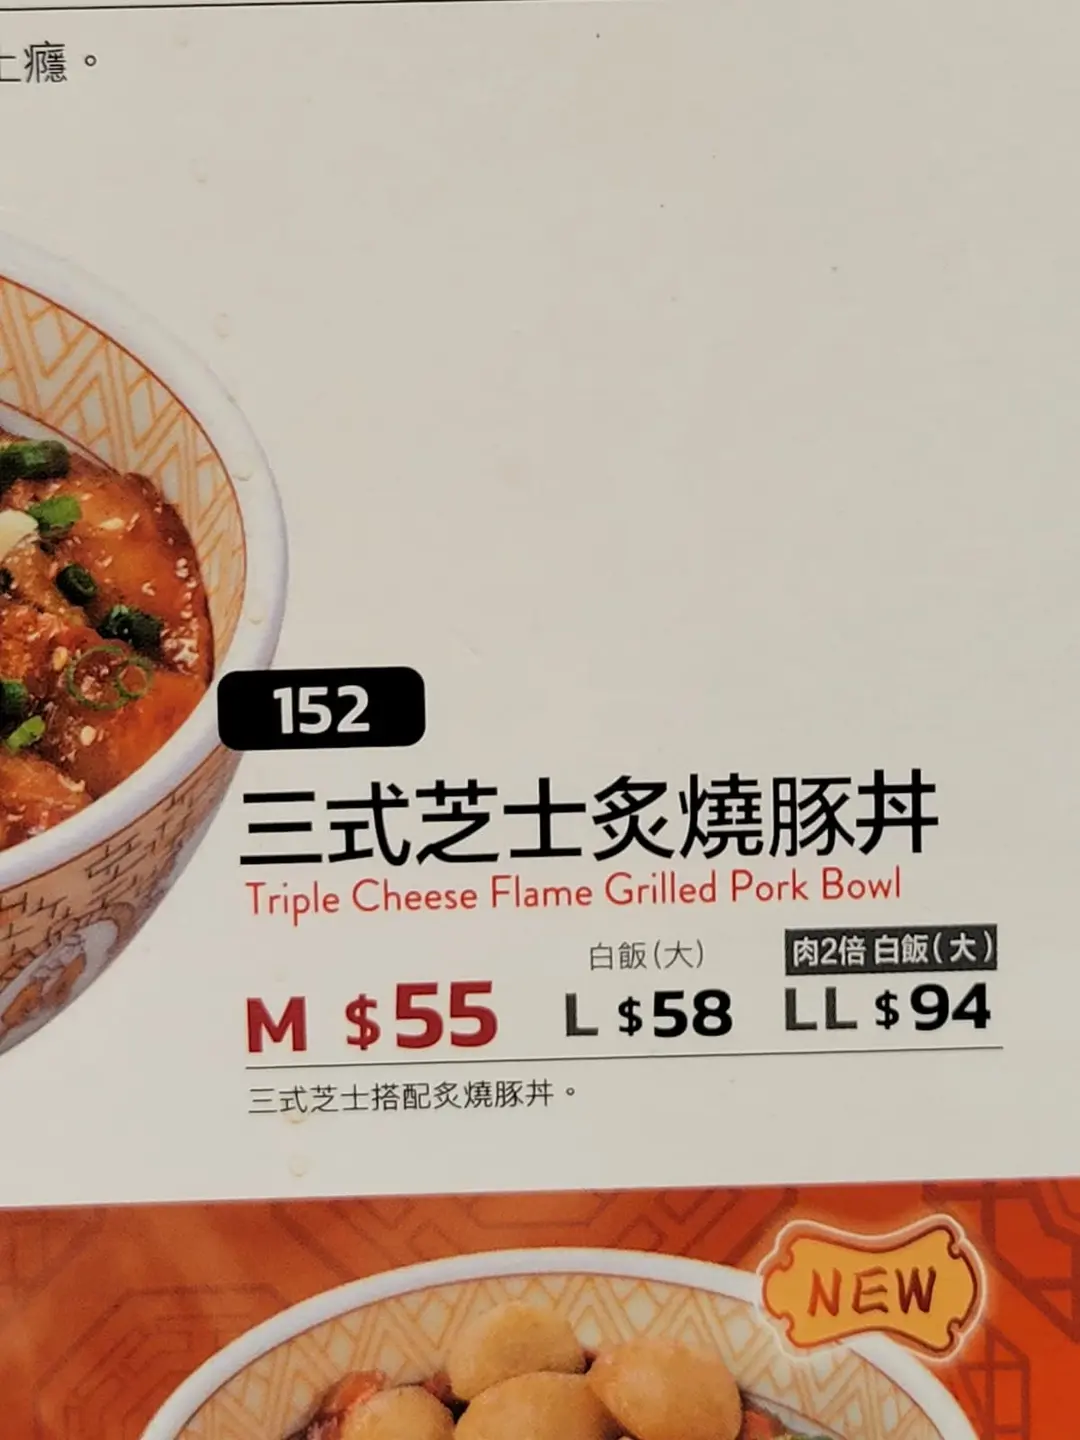 上癮。
152
三式芝士炙燒豚丼
Triple Cheese Flame Grilled Pork Bowl
白飯(大) 肉2倍 白飯(大)
M $55 L $58 LL $94
三式芝士搭配炙燒豚丼。
NEW